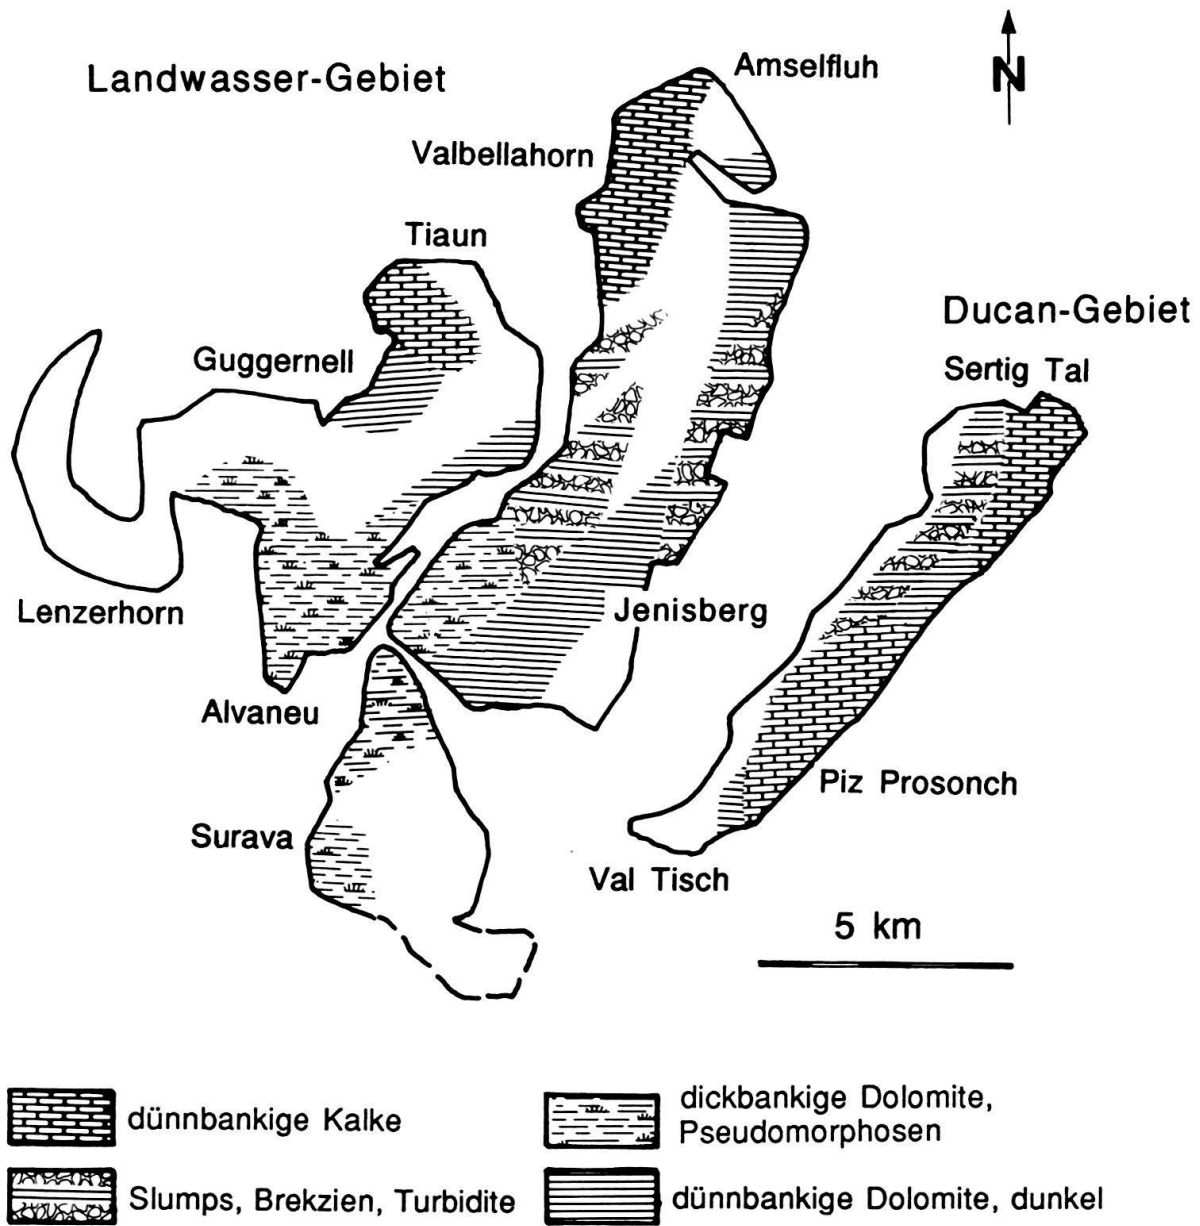 Landwasser-Gebiet
Amselfluh
N
Valbellahorn
Tiaun
Ducan-Gebiet
Guggernell
Sertig Tal
Lenzerhorn
Jenisberg
Alvaneu
Piz Prosonch
Surava
Val Tisch
5 km
dünnbankige Kalke
dickbankige Dolomite,
Pseudomorphosen
Slumps, Brekzien, Turbidite
dünnbankige Dolomite, dunkel